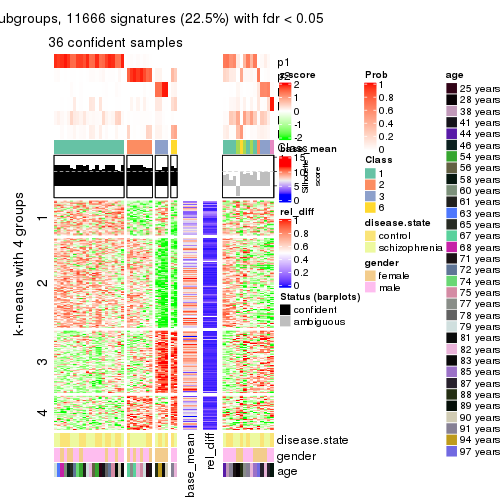 ubgroups, 11666 signatures (22.5%) with fdr < 0.05
36 confident samples
p1
p2
Class
Silhouette
score
1
2
3
4
k-means with 4 groups
z-score
2
1
0
-1
-2
base_mean
15
10
5
0
rel_diff
1
0.8
0.6
0.4
0.2
0
Status (barplots)
confident
ambiguous
Prob
1
0.8
0.6
0.4
0.2
0
Class
1
2
3
6
disease.state
control
schizophrenia
gender
female
male
age
25 years
28 years
38 years
41 years
44 years
46 years
54 years
56 years
58 years
60 years
61 years
63 years
65 years
67 years
68 years
71 years
72 years
74 years
75 years
77 years
78 years
79 years
81 years
82 years
83 years
85 years
87 years
88 years
89 years
90 years
91 years
94 years
97 years
disease.state
gender
age
base_mean
rel_diff